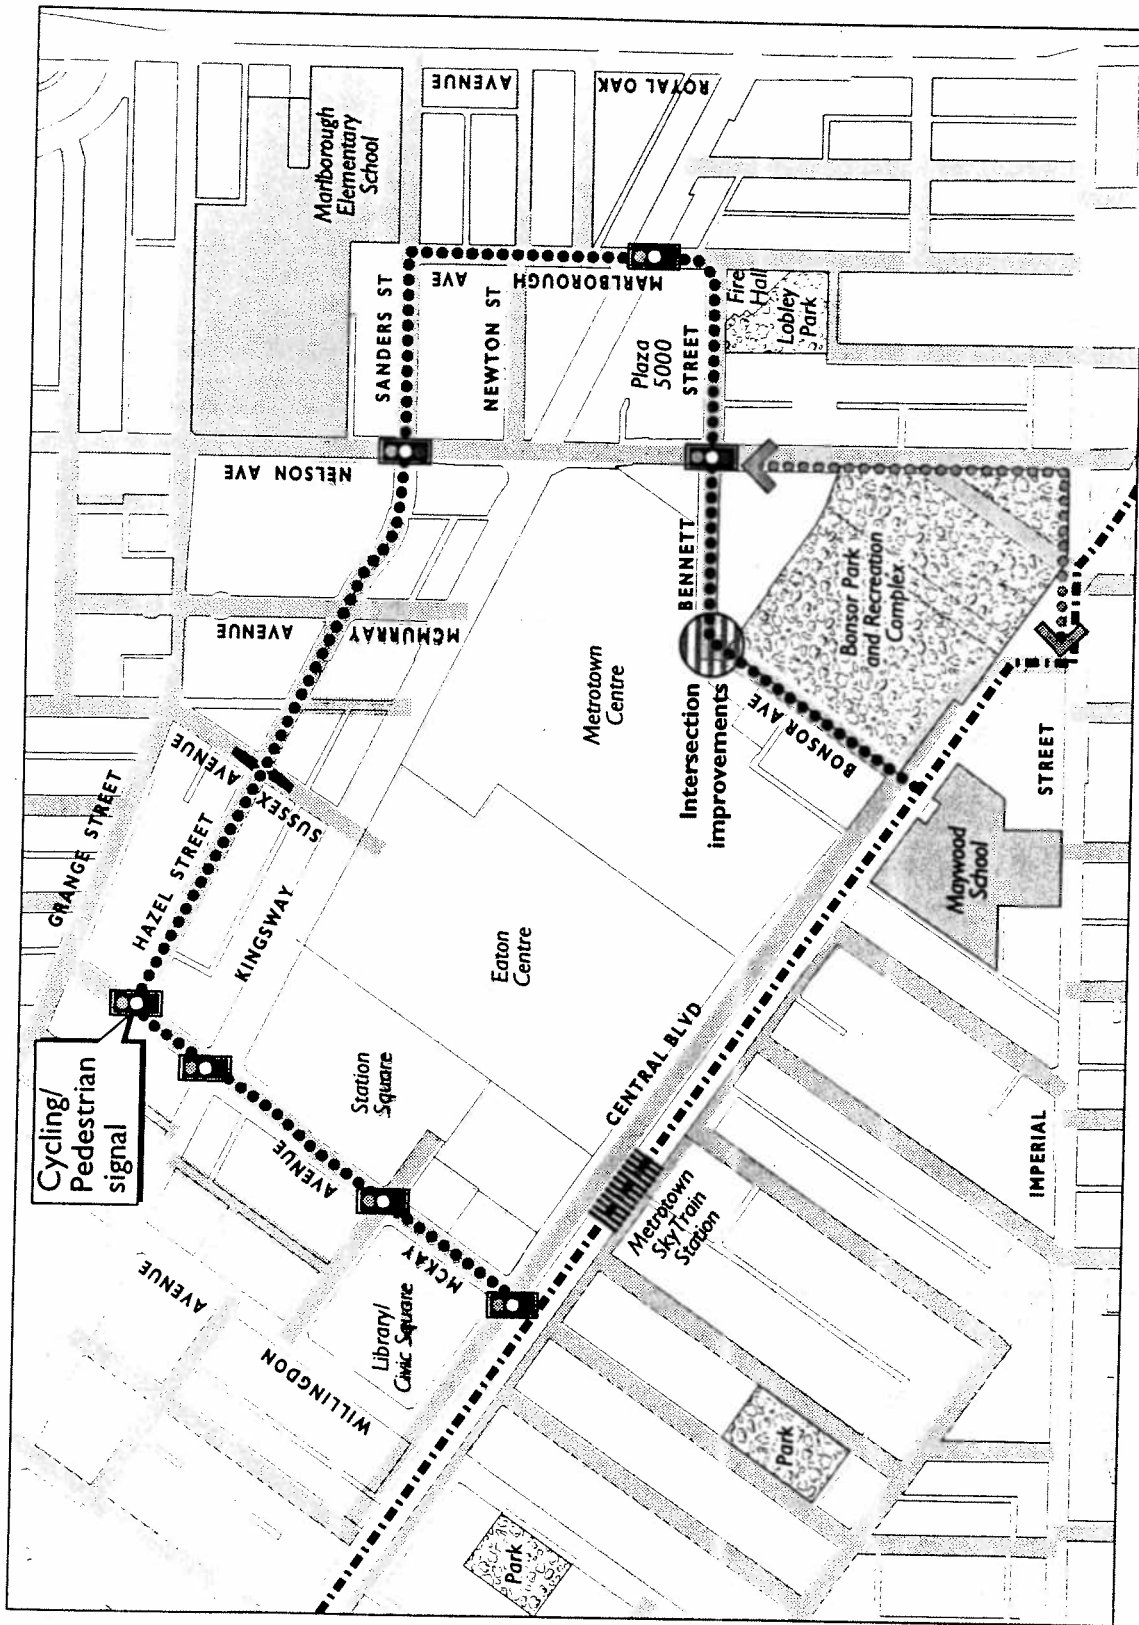 Cycling/
Pedestrian
signal
GRANGE STREET
HAZEL STREET
KINGSWAY
SUSSEX
AVENUE
MCMURRAY
AVENUE
NELSON AVE
SANDERS ST
NEWTON ST
MARLBOROUGH
AVE
Marlborough
Elementary
School
AVENUE
ROYAL OAK
Plaza
5000
BENNETT
STREET
Fire
Hall
Lobley
Park
Metrotown
Centre
Intersection
improvements
BONSOR AVE
Bonsor Park
and Recreation
Complex
Maywood
School
IMPERIAL
STREET
Eaton
Centre
Station
Square
CENTRAL BLVD
Metrotown
SkyTrain
Station
MCKAY
AVENUE
Library/
Civic Square
WILLINGDON
AVENUE
Park
Park